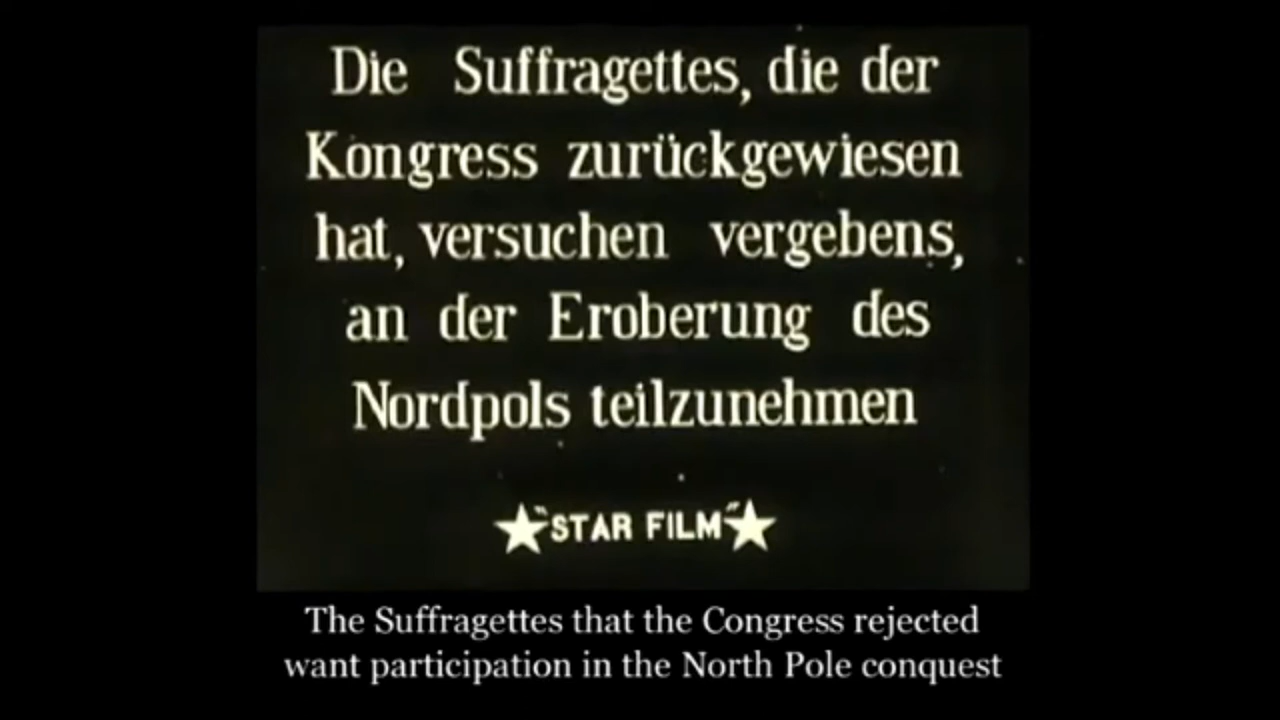 Die Suffragettes, die der
Kongress zurückgewiesen
hat, versuchen vergebens,
an der Eroberung des
Nordpols teilzunehmen
★"STAR FILM"★
The Suffragettes that the Congress rejected
want participation in the North Pole conquest